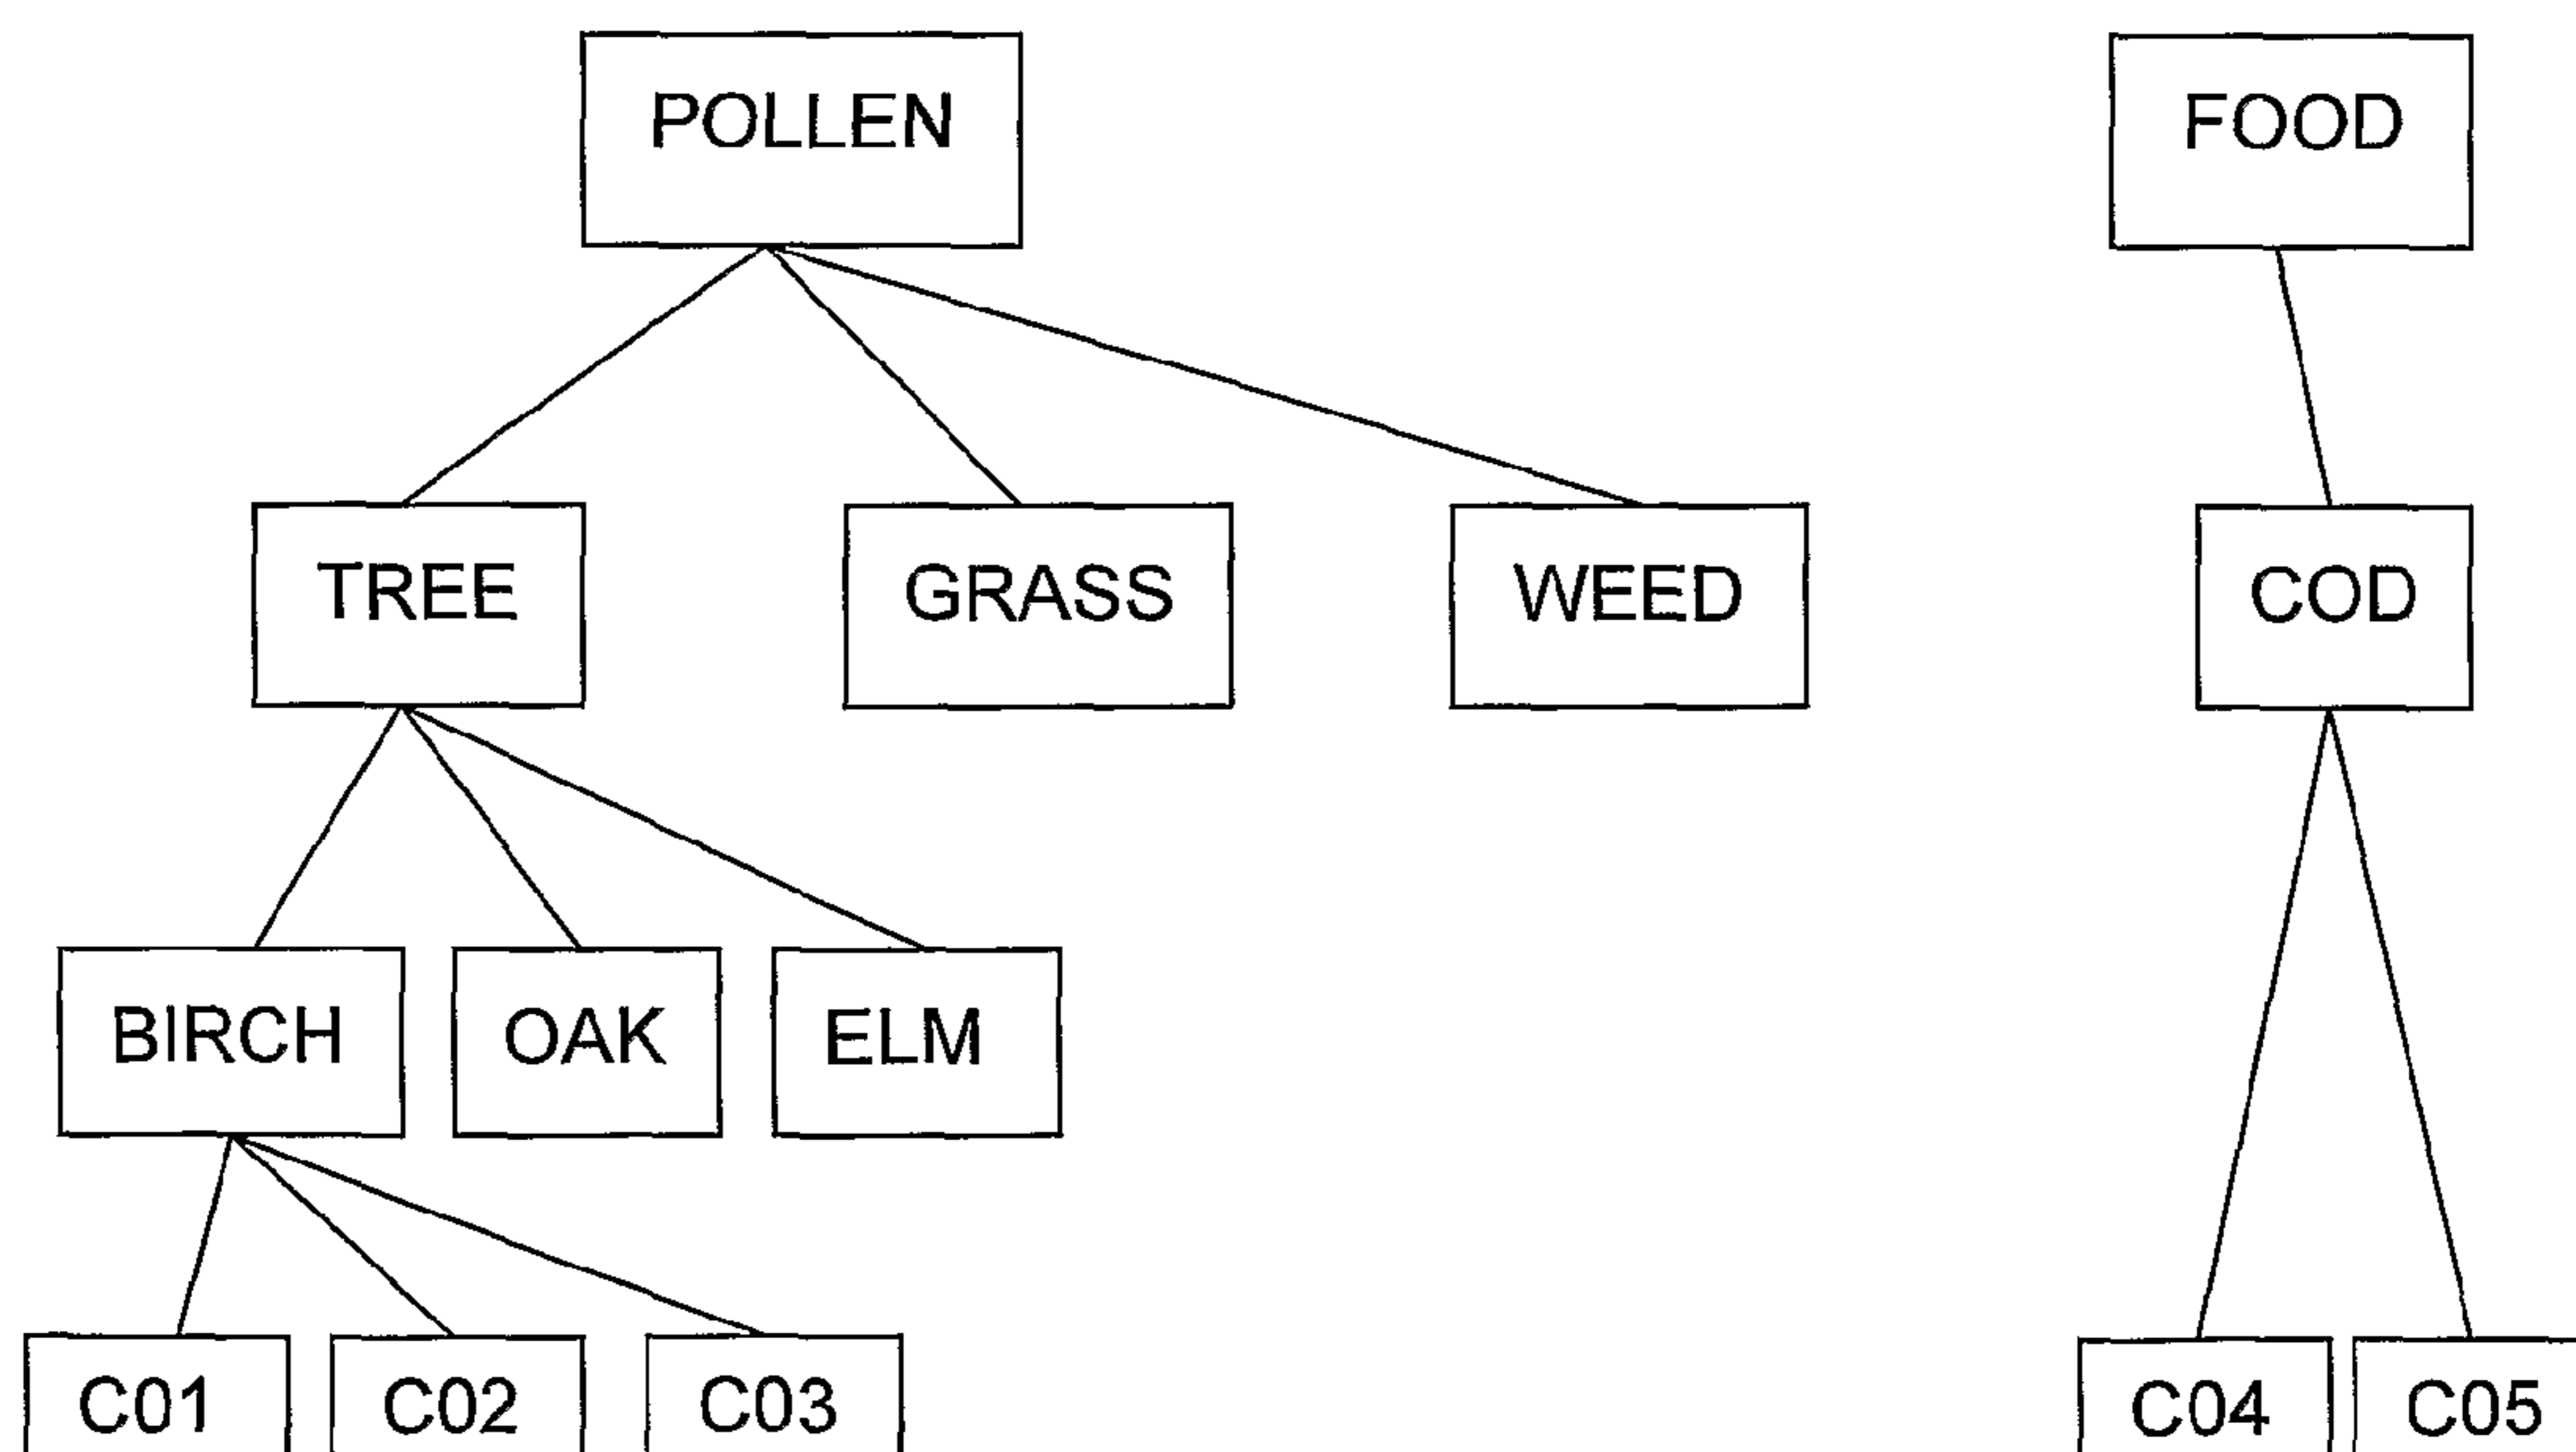 POLLEN FOOD
TREE GRASS WEED COD
BIRCH OAK ELM
C01 C02 C03 C04 C05